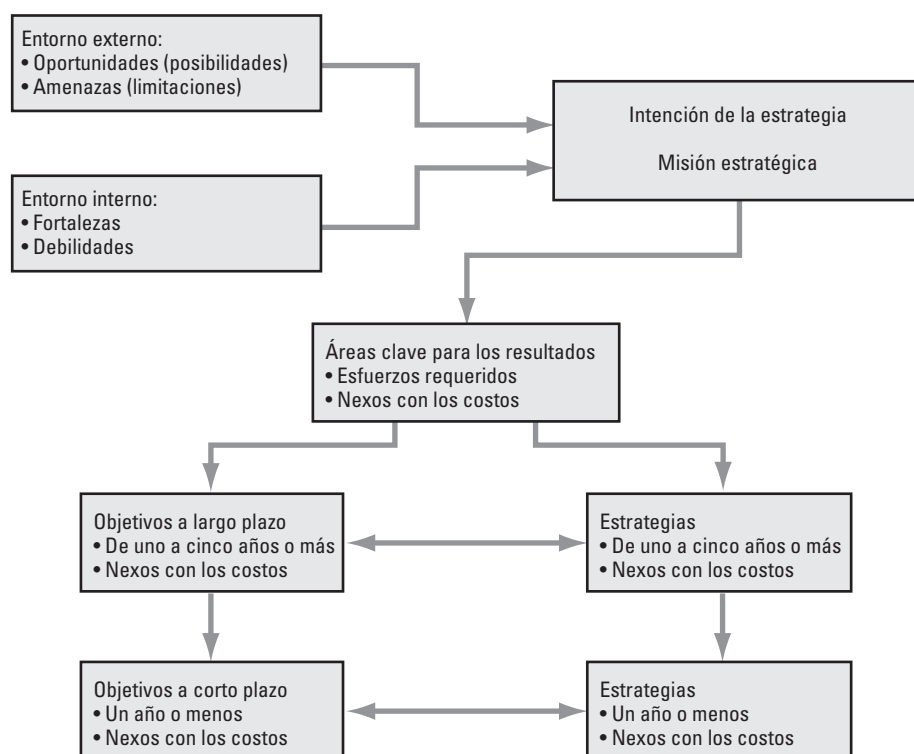 Entorno externo:
• Oportunidades (posibilidades)
• Amenazas (limitaciones)
Intención de la estrategia
Misión estratégica
Entorno interno:
• Fortalezas
• Debilidades
Áreas clave para los resultados
• Esfuerzos requeridos
• Nexos con los costos
Objetivos a largo plazo
• De uno a cinco años o más
• Nexos con los costos
Estrategias
• De uno a cinco años o más
• Nexos con los costos
Objetivos a corto plazo
• Un año o menos
• Nexos con los costos
Estrategias
• Un año o menos
• Nexos con los costos